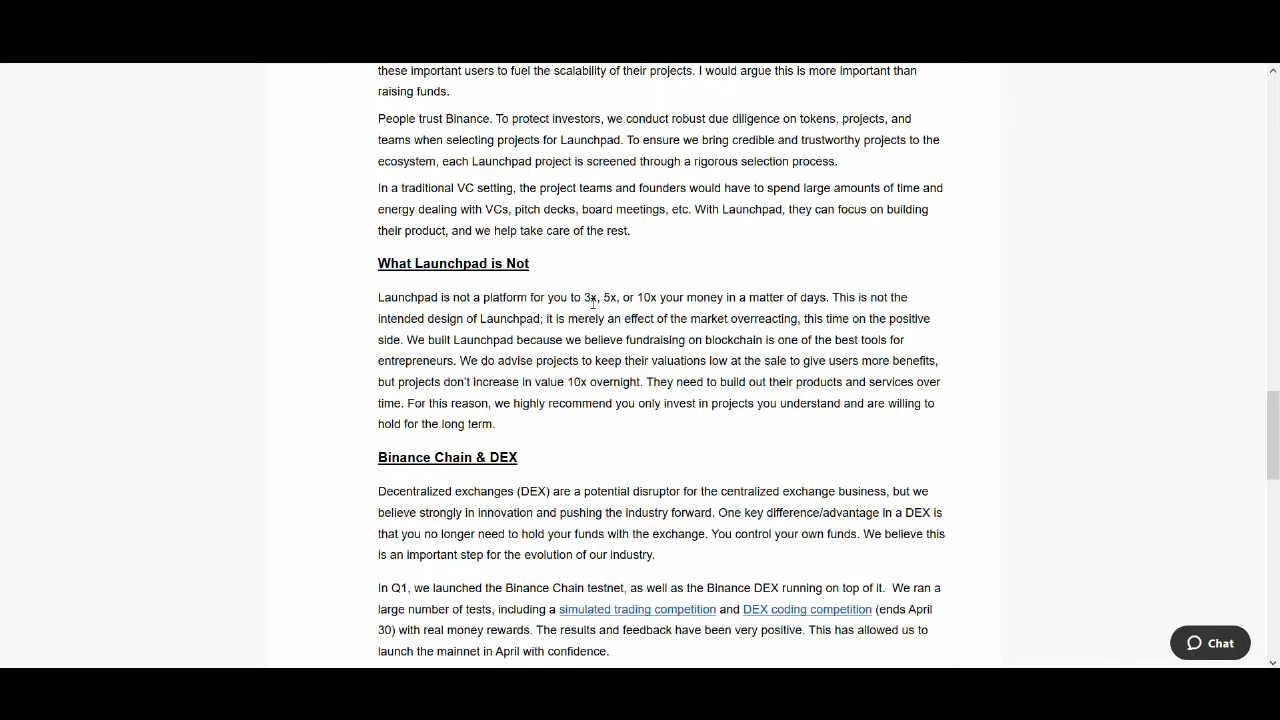 these important users to fuel the scalability of their projects. I would argue this is more important than
raising funds.
People trust Binance. To protect investors, we conduct robust due diligence on tokens, projects, and
teams when selecting projects for Launchpad. To ensure we bring credible and trustworthy projects to the
ecosystem, each Launchpad project is screened through a rigorous selection process.
In a traditional VC setting, the project teams and founders would have to spend large amounts of time and
energy dealing with VCs, pitch decks, board meetings, etc. With Launchpad, they can focus on building
their product, and we help take care of the rest.
What Launchpad is Not
Launchpad is not a platform for you to 3x, 5x, or 10x your money in a matter of days. This is not the
intended design of Launchpad; it is merely an effect of the market overreacting, this time on the positive
side. We built Launchpad because we believe fundraising on blockchain is one of the best tools for
entrepreneurs. We do advise projects to keep their valuations low at the sale to give users more benefits,
but projects don’t increase in value 10x overnight. They need to build out their products and services over
time. For this reason, we highly recommend you only invest in projects you understand and are willing to
hold for the long term.
Binance Chain & DEX
Decentralized exchanges (DEX) are a potential disruptor for the centralized exchange business, but we
believe strongly in innovation and pushing the industry forward. One key difference/advantage in a DEX is
that you no longer need to hold your funds with the exchange. You control your own funds. We believe this
is an important step for the evolution of our industry.
In Q1, we launched the Binance Chain testnet, as well as the Binance DEX running on top of it.  We ran a
large number of tests, including a simulated trading competition and DEX coding competition (ends April
30) with real money rewards. The results and feedback have been very positive. This has allowed us to
launch the mainnet in April with confidence.
Chat